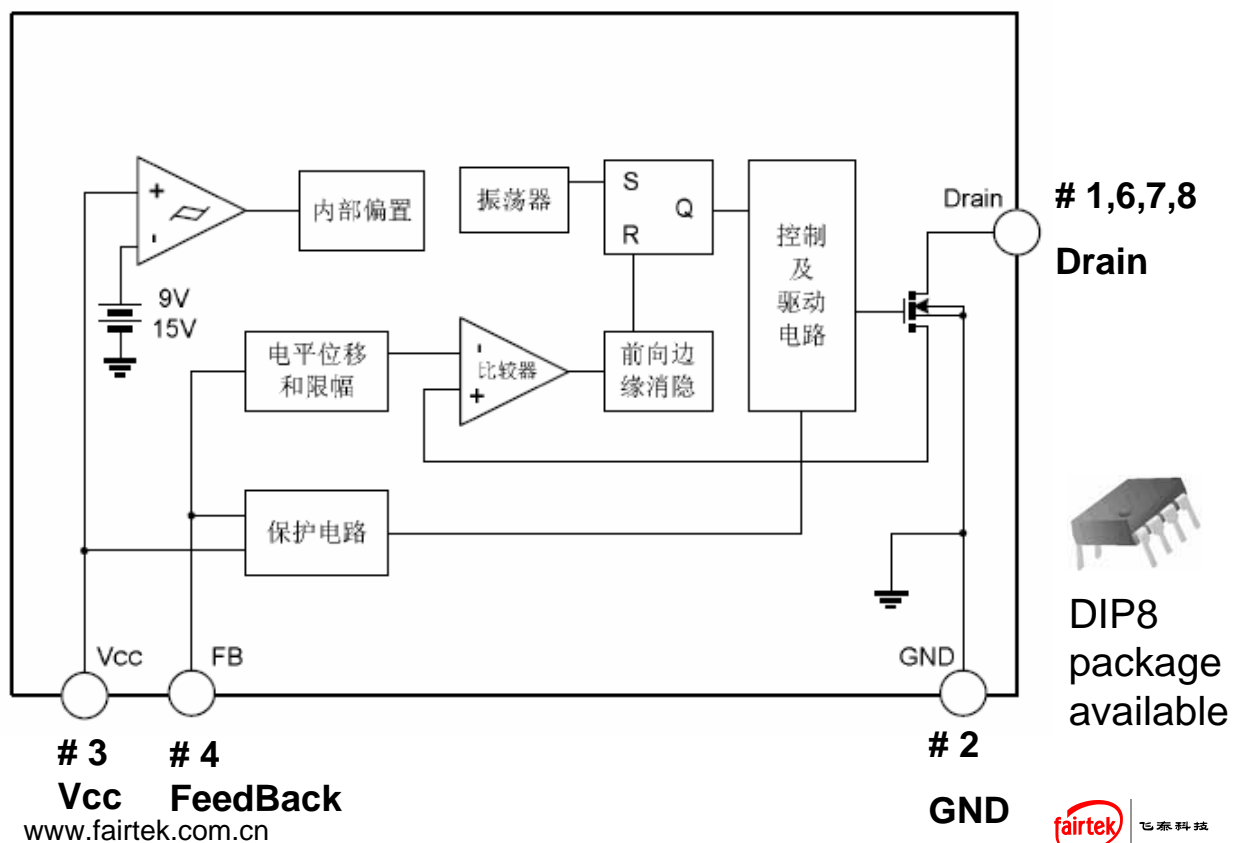 +
-
9V
15V
内部偏置
振荡器
S
R
Q
控制
及
驱动
电路
Drain
# 1,6,7,8
Drain
电平位移
和限幅
-
比较器
+
前向边
缘消隐
保护电路
Vcc
FB
GND
# 3
Vcc
# 4
FeedBack
# 2
GND
DIP8
package
available
www.fairtek.com.cn
fairtek
飞泰科技